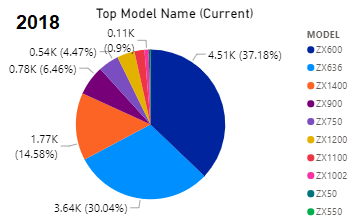 2018
Top Model Name (Current)
0.11K
(0.9%)
0.54K (4.47%)
0.78K (6.46%)
1.77K
(14.58%)
3.64K (30.04%)
4.51K (37.18%)
MODEL
ZX600
ZX636
ZX1400
ZX900
ZX750
ZX1200
ZX1100
ZX1002
ZX50
ZX550